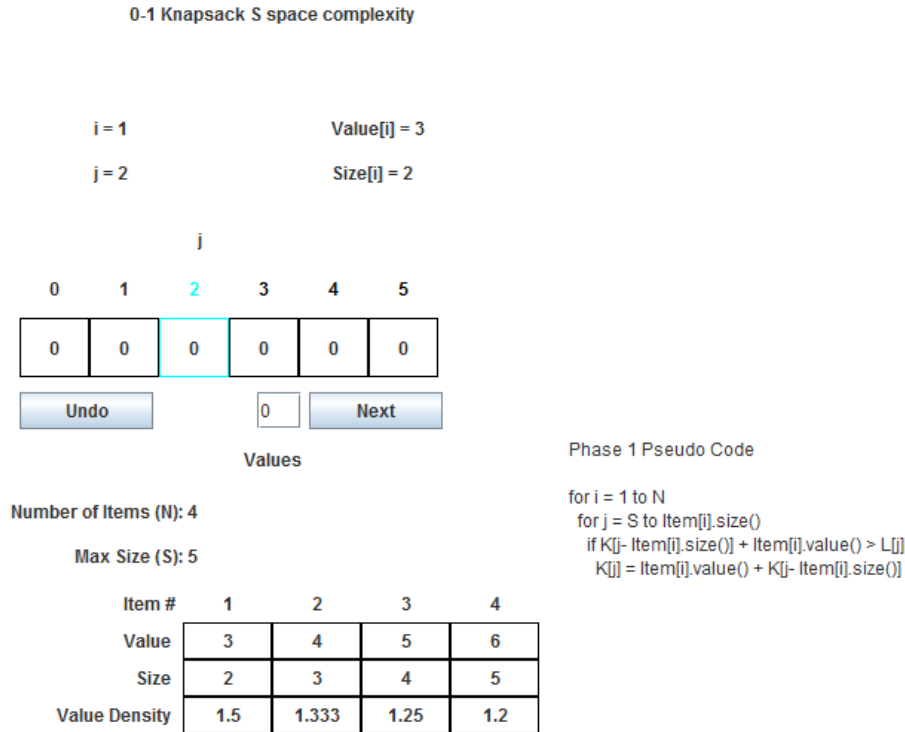 0-1 Knapsack S space complexity
i = 1 Value[i] = 3
j = 2 Size[i] = 2
j
0 1 2 3 4 5
0 0 0 0 0 0
Undo 0 Next
Values
Number of Items (N): 4
Max Size (S): 5
Item # 1 2 3 4
Value 3 4 5 6
Size 2 3 4 5
Value Density 1.5 1.333 1.25 1.2
Phase 1 Pseudo Code
for i = 1 to N
for j = S to Item[i].size()
if K[j- Item[i].size()] + Item[i].value() > L[j]
K[j] = Item[i].value() + K[j- Item[i].size()]